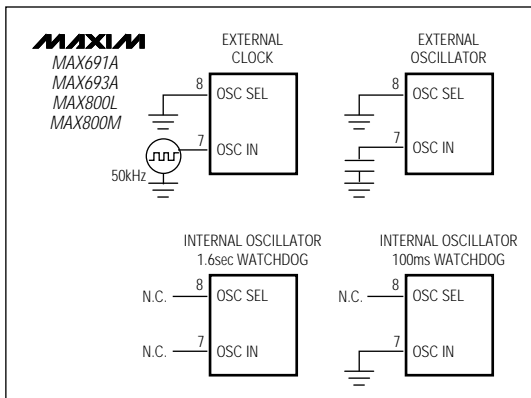 MAXIM
MAX691A
MAX693A
MAX800L
MAX800M
EXTERNAL
CLOCK
8
OSC SEL
7
OSC IN
50kHz
EXTERNAL
OSCILLATOR
8
OSC SEL
7
OSC IN
INTERNAL OSCILLATOR
1.6sec WATCHDOG
N.C.
8
OSC SEL
N.C.
7
OSC IN
INTERNAL OSCILLATOR
100ms WATCHDOG
N.C.
8
OSC SEL
7
OSC IN